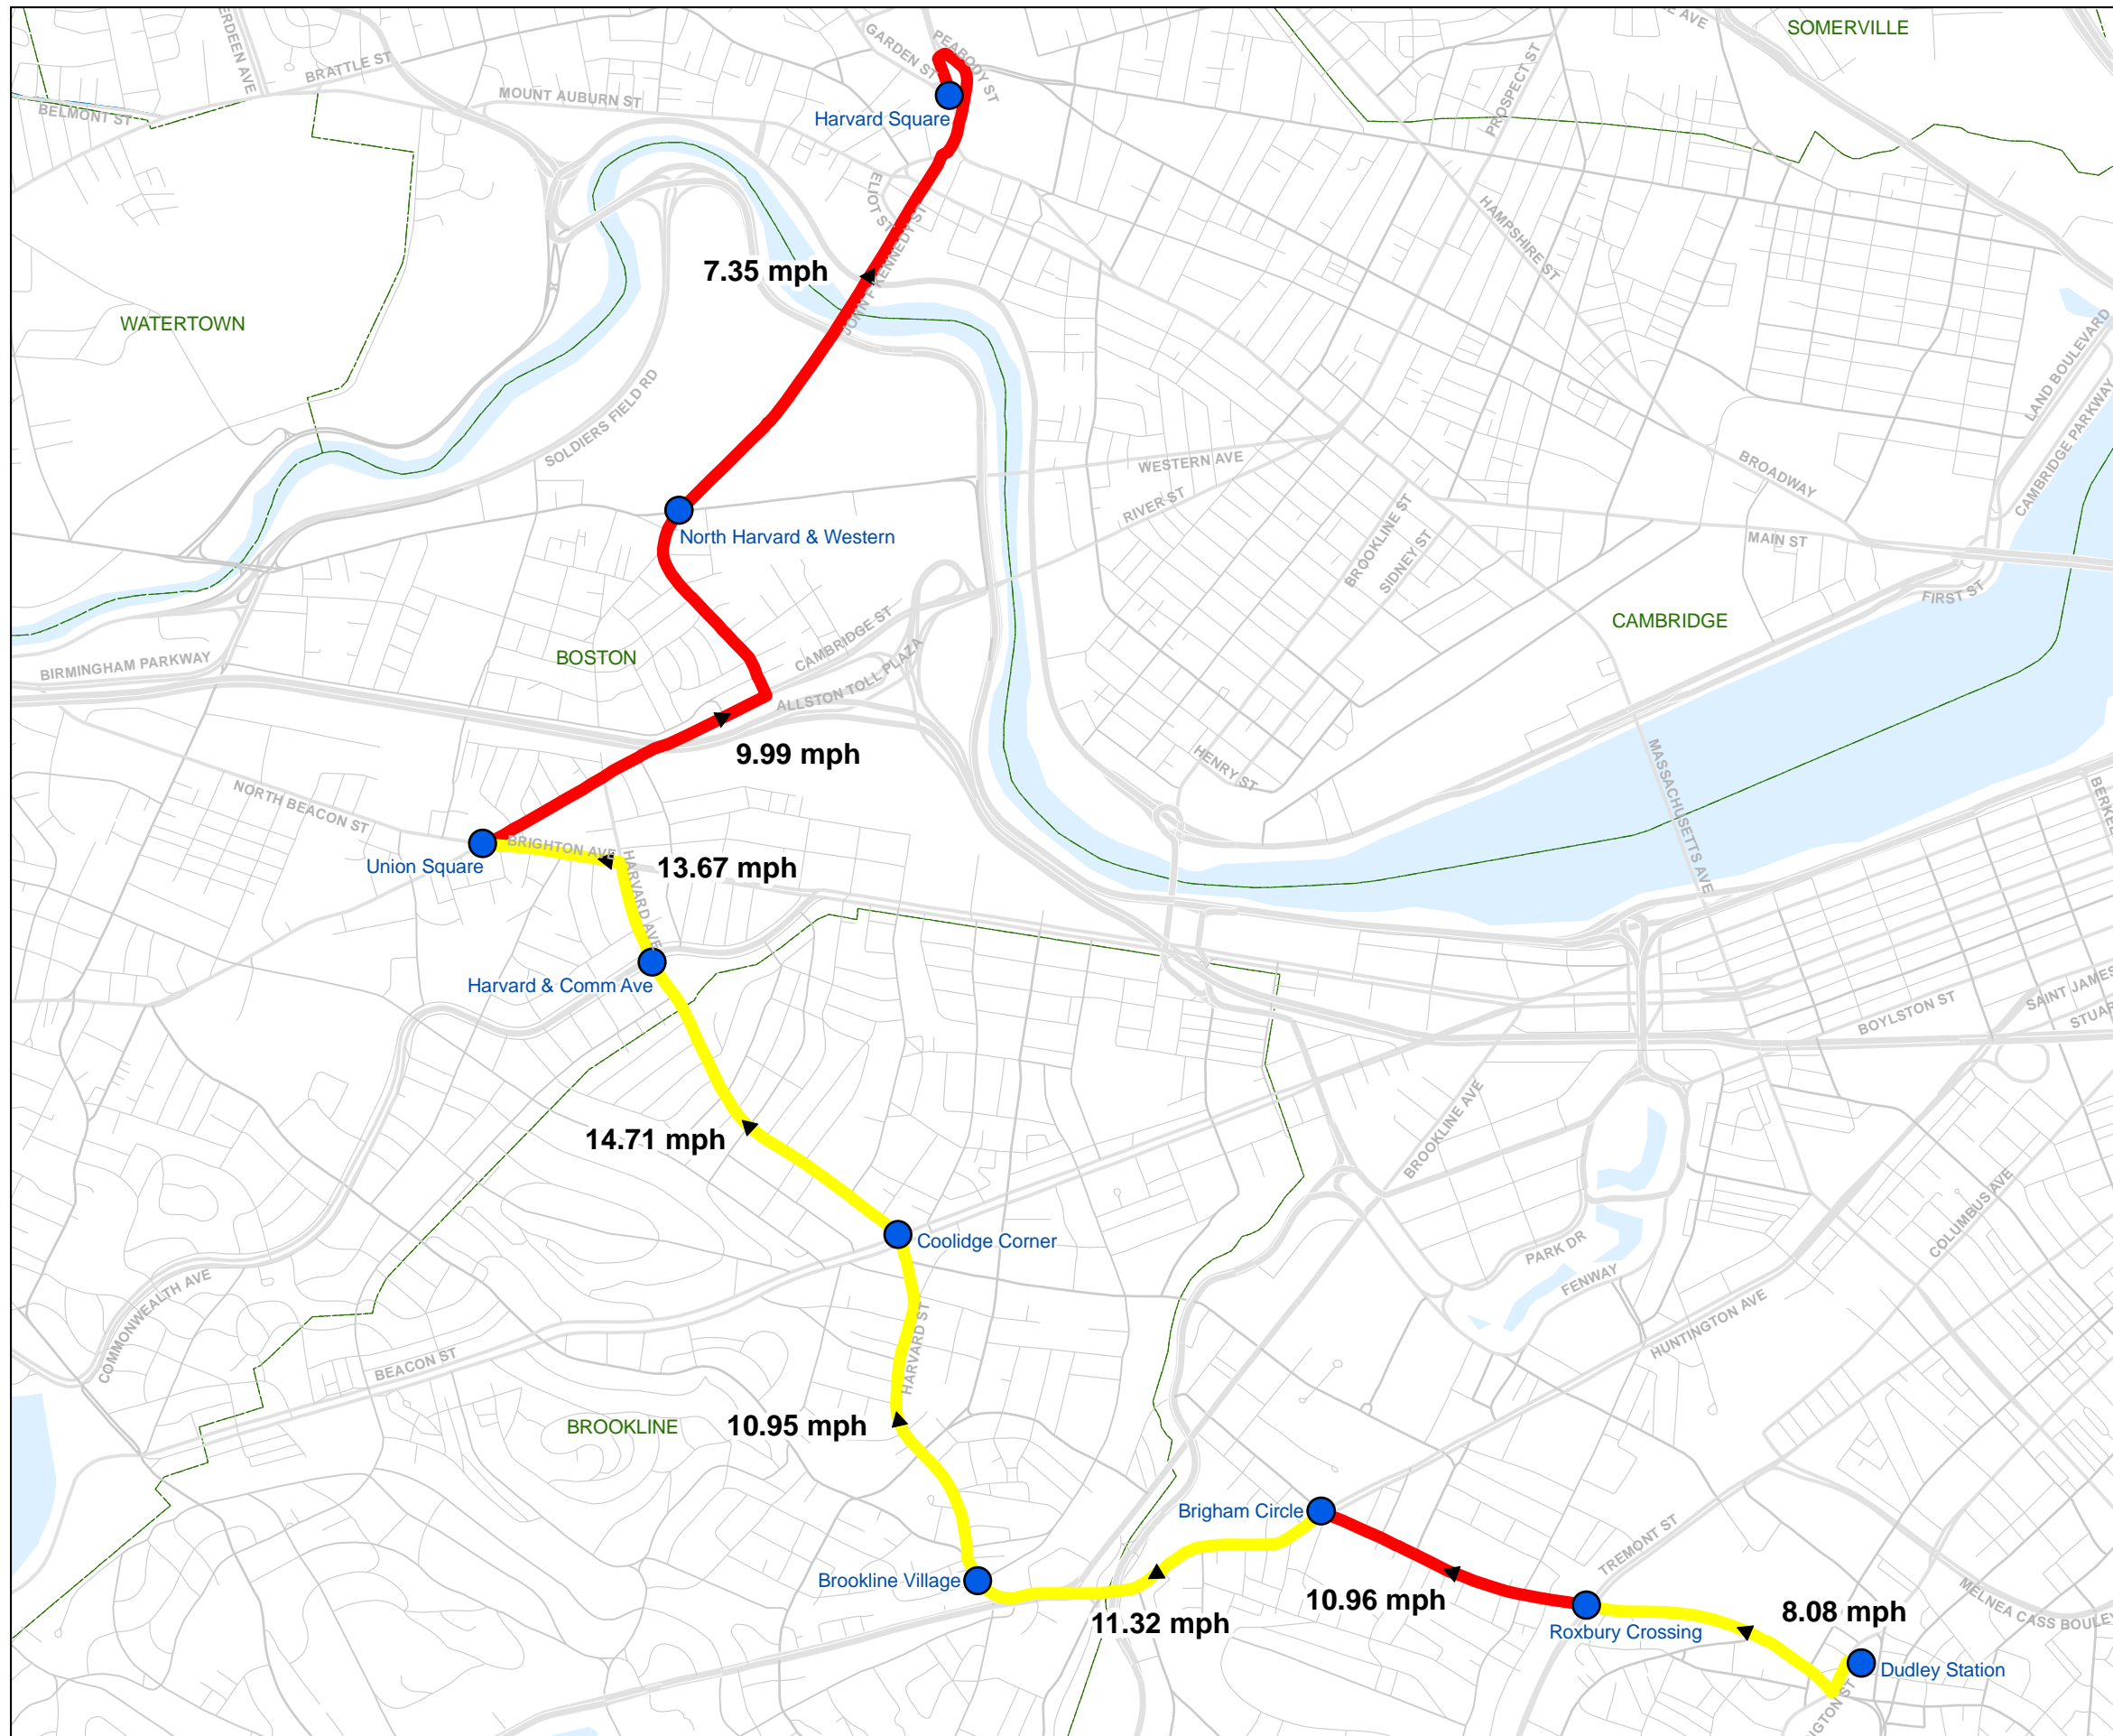 SOMERVILLE
GARDEN ST
PEABODY ST
BRATTLE ST
MOUNT AUBURN ST
BELMONT ST
Harvard Square
PROSPECT ST
ELIOT ST
HAMPSHIRE ST
JOHN F KENNEDY ST
7.35 mph
WATERTOWN
LAND BOULEVARD
CAMBRIDGE PARKWAY
SOLDIERS FIELD RD
WESTERN AVE
RIVER ST
BROADWAY
North Harvard & Western
BROOKLINE ST
SIDNEY ST
MAIN ST
FIRST ST
CAMBRIDGE
CAMBRIDGE ST
BOSTON
BIRMINGHAM PARKWAY
ALLSTON TOLL PLAZA
9.99 mph
HENRY ST
MASSACHUSETTS AVE
NORTH BEACON ST
BRIGHTON AVE
Union Square
13.67 mph
HARVARD AVE
Harvard & Comm Ave
SAINT JAMES
BOYLSTON ST
14.71 mph
BROOKLINE AVE
Coolidge Corner
COLUMBUS AVE
PARK DR
FENWAY
COMMONWEALTH AVE
HUNTINGTON AVE
BEACON ST
HARVARD ST
BROOKLINE
10.95 mph
Brigham Circle
TREMONT ST
Brookline Village
10.96 mph
11.32 mph
MELNEA CASS
8.08 mph
Roxbury Crossing
Dudley Station